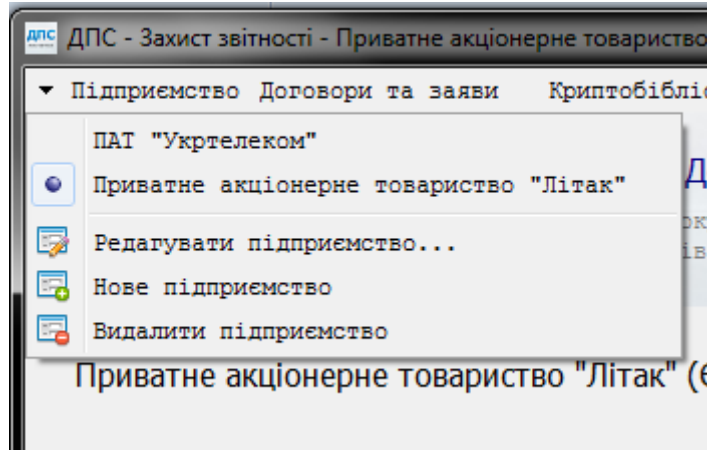 ДПС ДПС - Захист звітності - Приватне акціонерне товариство
Підприємство Договори та заяви
ПАТ "Укртелеком"
Приватне акціонерне товариство "Літак"
Редагувати підприємство...
Нове підприємство
Видалити підприємство
Приватне акціонерне товариство "Літак" (Є